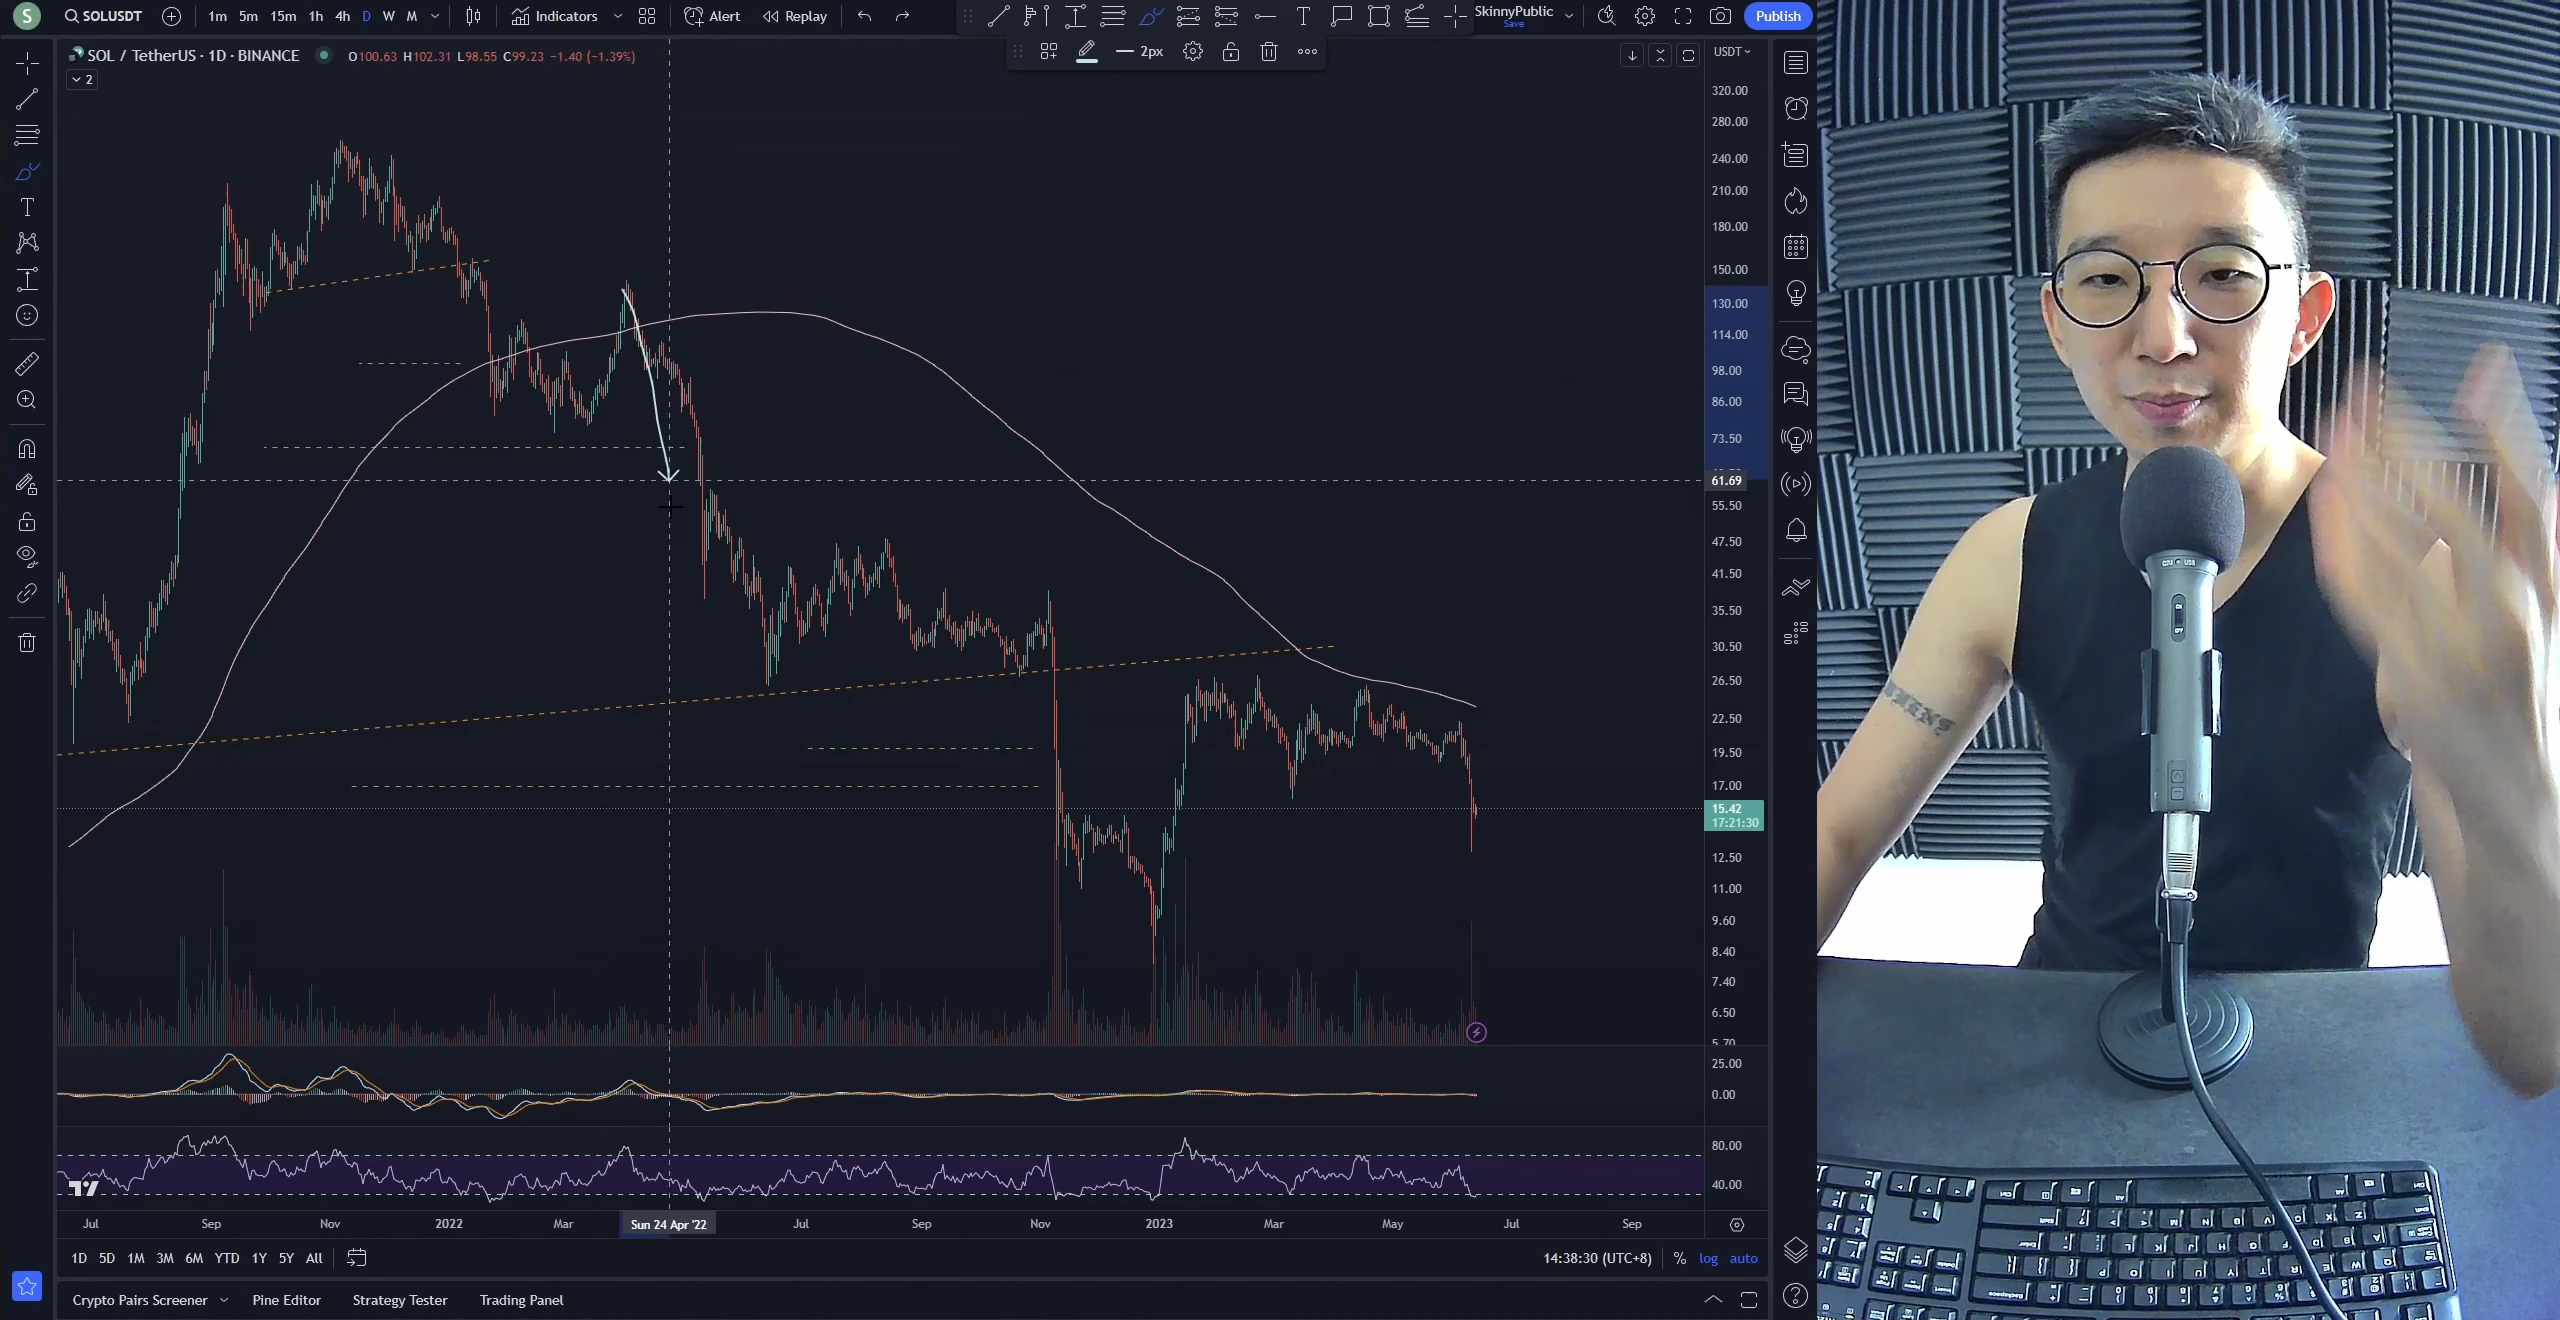 S
SOLUSDT
1m 5m 15m 1h 4h D W M
Indicators
Alert
Replay
SkinnyPublic
Save
Publish
2px
SOL / TetherUS · 1D · BINANCE
O100.63 H102.31 L98.55 C99.23 −1.40 (−1.39%)
2
USDT
320.00
280.00
240.00
210.00
180.00
150.00
130.00
114.00
98.00
86.00
73.50
61.69
55.50
47.50
41.50
35.50
30.50
26.50
22.50
19.50
17.00
15.42
17:21:30
12.50
11.00
9.60
8.40
7.40
6.50
5.70
25.00
0.00
80.00
40.00
Jul Sep Nov 2022 Mar Sun 24 Apr '22 Jul Sep Nov 2023 Mar May Jul Sep
1D 5D 1M 3M 6M YTD 1Y 5Y All
14:38:30 (UTC+8) % log auto
Crypto Pairs Screener Pine Editor Strategy Tester Trading Panel